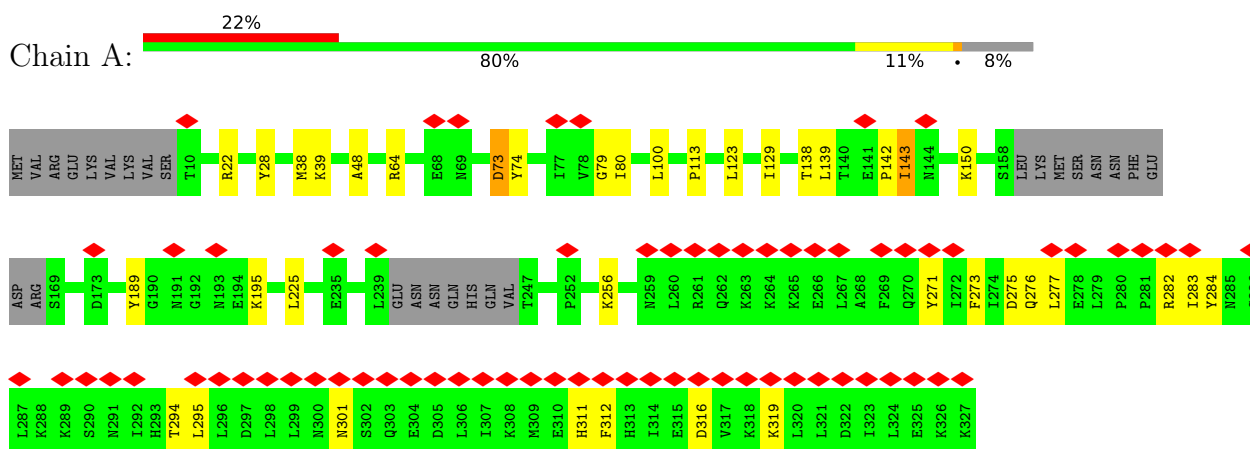 22%
Chain A:
80% 11% • 8%
MET VAL ARG GLU LYS VAL LYS VAL SER T10 R22 Y28 M38 K39 A48 R64 E68 N69 D73 Y74 I77 V78 G79 I80 L100 P113 L123 I129 T138 L139 T140 E141 P142 I143 N144 K150 S158 LEU LYS MET SER ASN ASN PHE GLU
ASP ARG S169 D173 Y189 G190 N191 G192 N193 E194 K195 L225 E235 L239 GLU ASN ASN GLN HIS GLN VAL T247 P252 K256 N259 L260 R261 Q262 K263 K264 K265 E266 L267 A268 F269 Q270 Y271 I272 F273 I274 D275 Q276 L277 E278 L279 P280 P281 R282 I283 Y284 N285
L287 K288 K289 S290 N291 I292 H293 T294 L295 L296 D297 L298 L299 N300 N301 S302 Q303 E304 D305 L306 I307 K308 M309 E310 H311 F312 H313 I314 E315 D316 V317 K318 K319 L320 L321 D322 I323 L324 E325 K326 K327